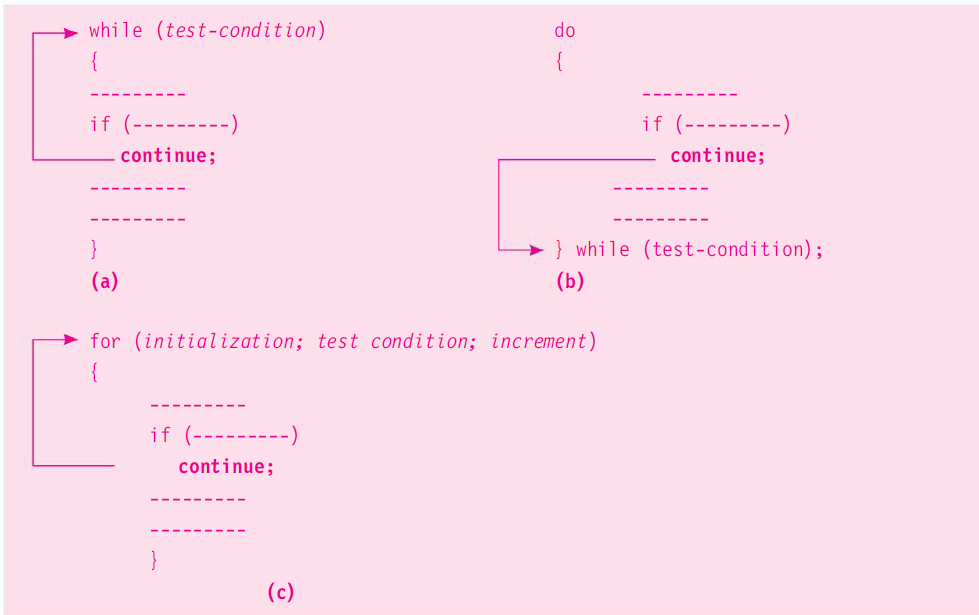 while (test-condition)
{
---------
if (---------)
continue;
---------
---------
}
(a)
do
{
---------
if (---------)
continue;
---------
---------
} while (test-condition);
(b)
for (initialization; test condition; increment)
{
---------
if (---------)
continue;
---------
---------
}
(c)